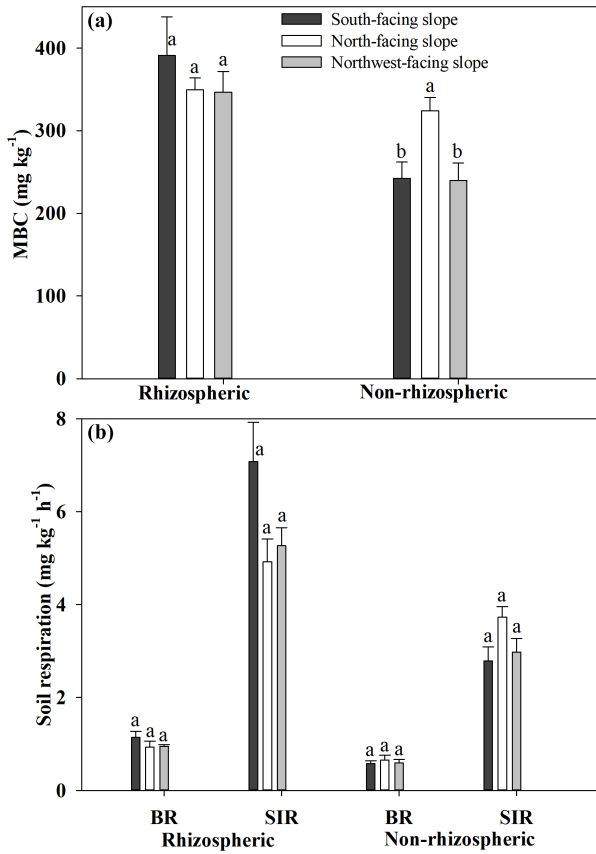 (a)
South-facing slope
North-facing slope
Northwest-facing slope
MBC (mg kg⁻¹)
400
300
200
100
0
a
a
a
b
a
b
Rhizospheric
Non-rhizospheric
(b)
Soil respiration (mg kg⁻¹ h⁻¹)
8
6
4
2
0
a
a
a
a
a
a
a
a
a
a
a
a
BR
SIR
BR
SIR
Rhizospheric
Non-rhizospheric